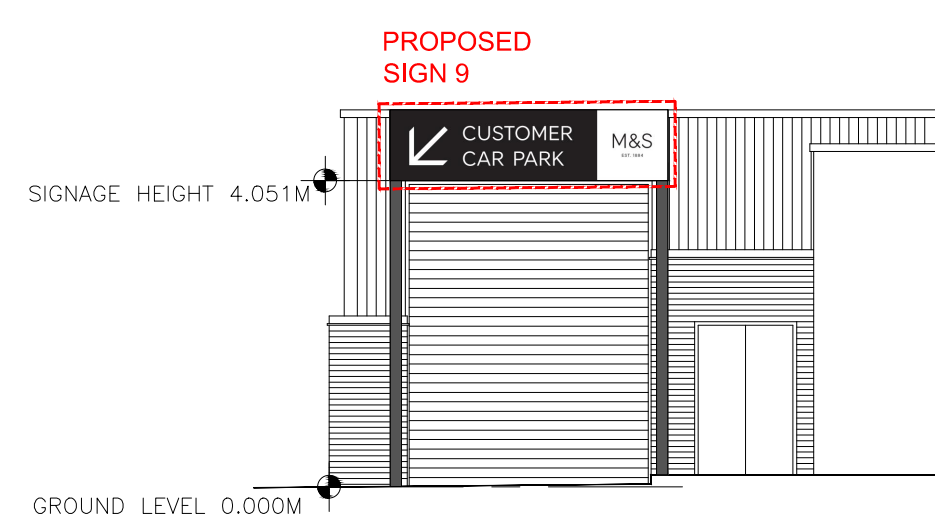 PROPOSED
SIGN 9
CUSTOMER
CAR PARK
M&S
EST. 1884
SIGNAGE HEIGHT 4.051M
GROUND LEVEL 0.000M